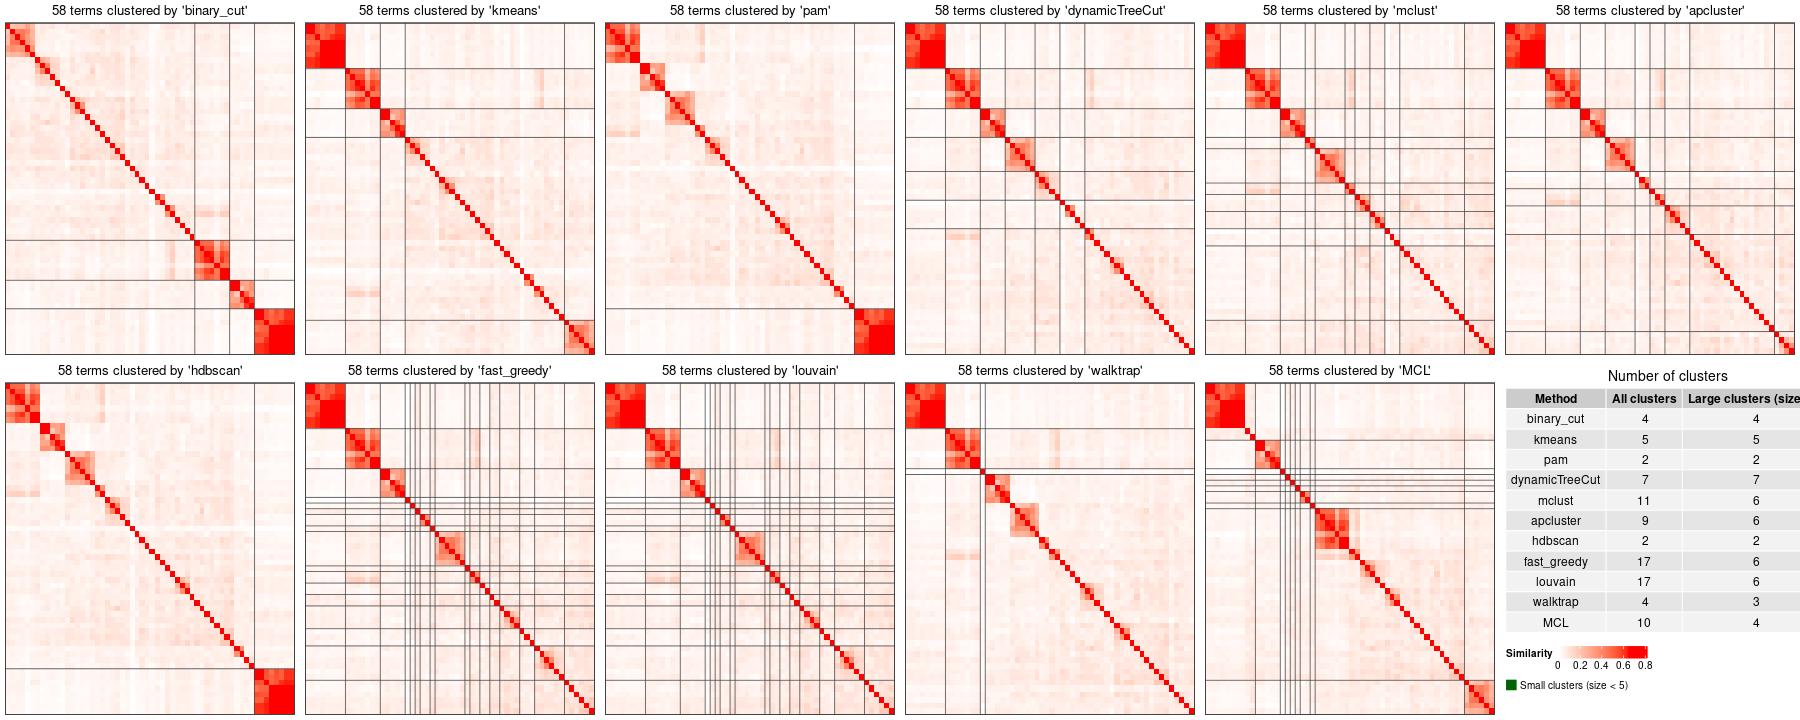 58 terms clustered by 'binary_cut'
58 terms clustered by 'kmeans'
58 terms clustered by 'pam'
58 terms clustered by 'dynamicTreeCut'
58 terms clustered by 'mclust'
58 terms clustered by 'apcluster'
58 terms clustered by 'hdbscan'
58 terms clustered by 'fast_greedy'
58 terms clustered by 'louvain'
58 terms clustered by 'walktrap'
58 terms clustered by 'MCL'
Number of clusters
Method All clusters Large clusters (size
binary_cut 4 4
kmeans 5 5
pam 2 2
dynamicTreeCut 7 7
mclust 11 6
apcluster 9 6
hdbscan 2 2
fast_greedy 17 6
louvain 17 6
walktrap 4 3
MCL 10 4
Similarity
0 0.2 0.4 0.6 0.8
Small clusters (size < 5)